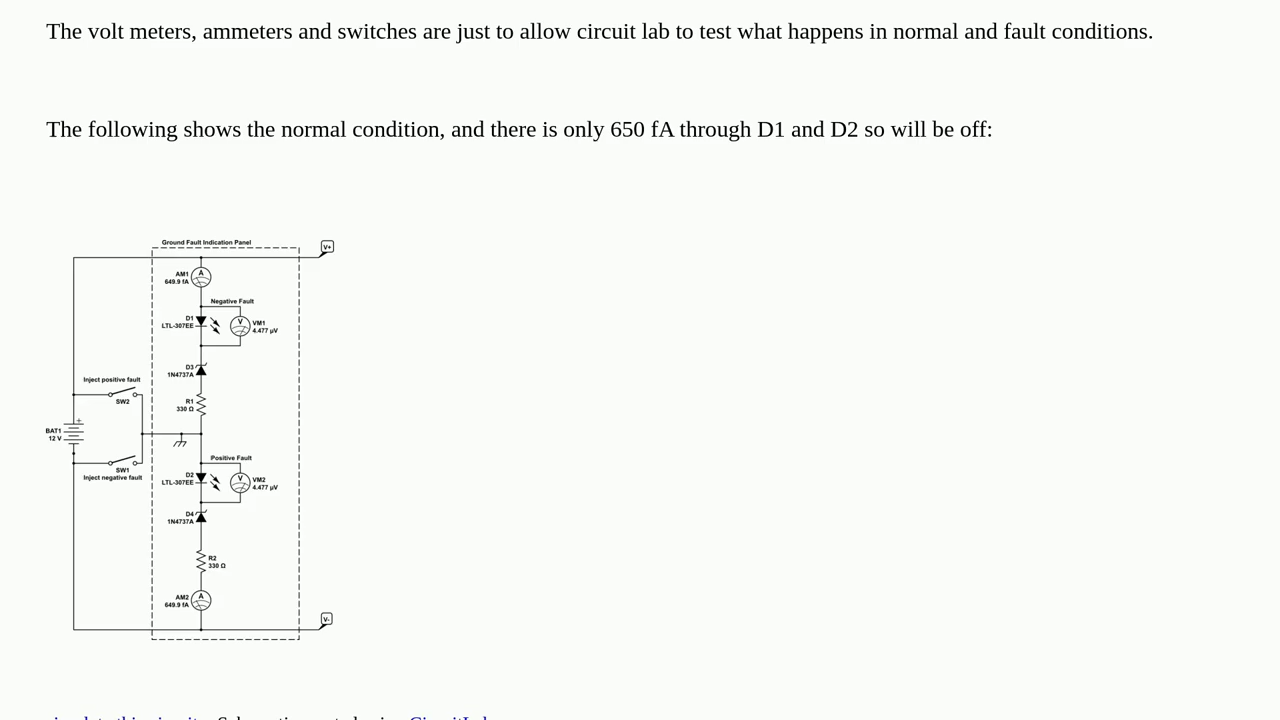 The volt meters, ammeters and switches are just to allow circuit lab to test what happens in normal and fault conditions.
The following shows the normal condition, and there is only 650 fA through D1 and D2 so will be off:
Ground Fault Indication Panel
V+
AM1
649.9 fA
A
Negative Fault
D1
LTL-307EE
V
VM1
4.477 µV
D3
1N4737A
Inject positive fault
SW2
R1
330 Ω
+
BAT1
12 V
Positive Fault
SW1
Inject negative fault
D2
LTL-307EE
V
VM2
4.477 µV
D4
1N4737A
R2
330 Ω
AM2
649.9 fA
A
V-